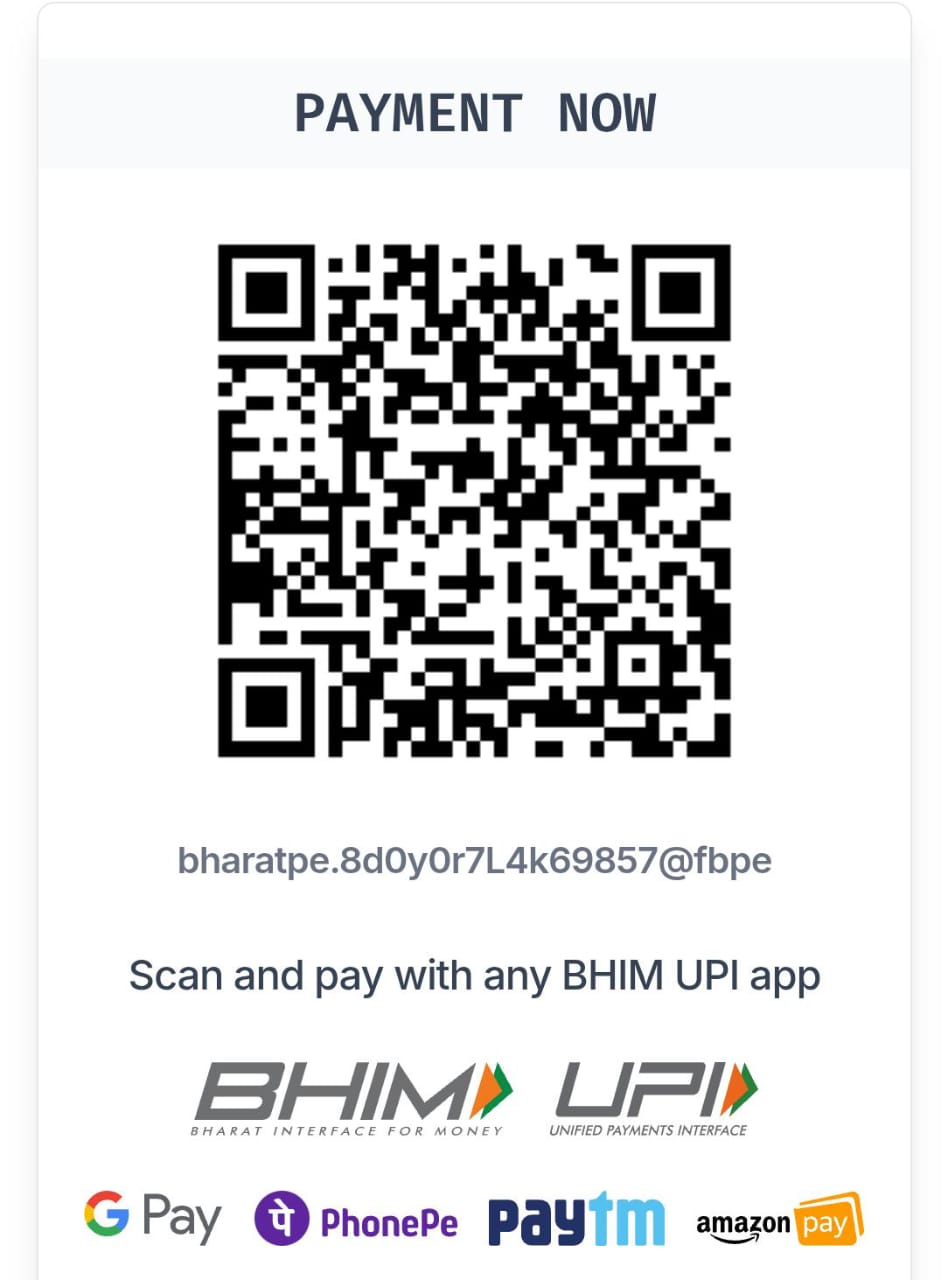 PAYMENT NOW
bharatpe.8d0y0r7L4k69857@fbpe
Scan and pay with any BHIM UPI app
BHIM UPI
BHARAT INTERFACE FOR MONEY UNIFIED PAYMENTS INTERFACE
G Pay पे PhonePe paytm amazon pay